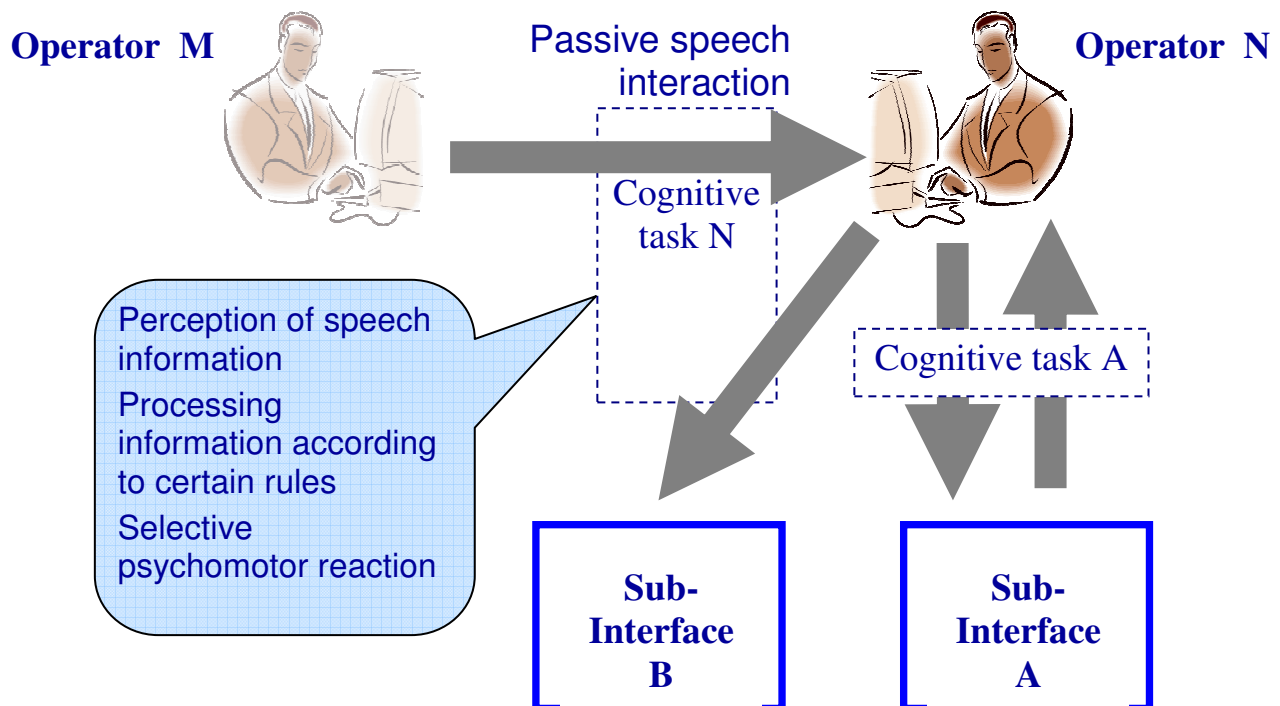 Operator M
Passive speech
interaction
Operator N
Cognitive
task N
Perception of speech
information
Processing
information according
to certain rules
Selective
psychomotor reaction
Cognitive task A
Sub-
Interface
B
Sub-
Interface
A